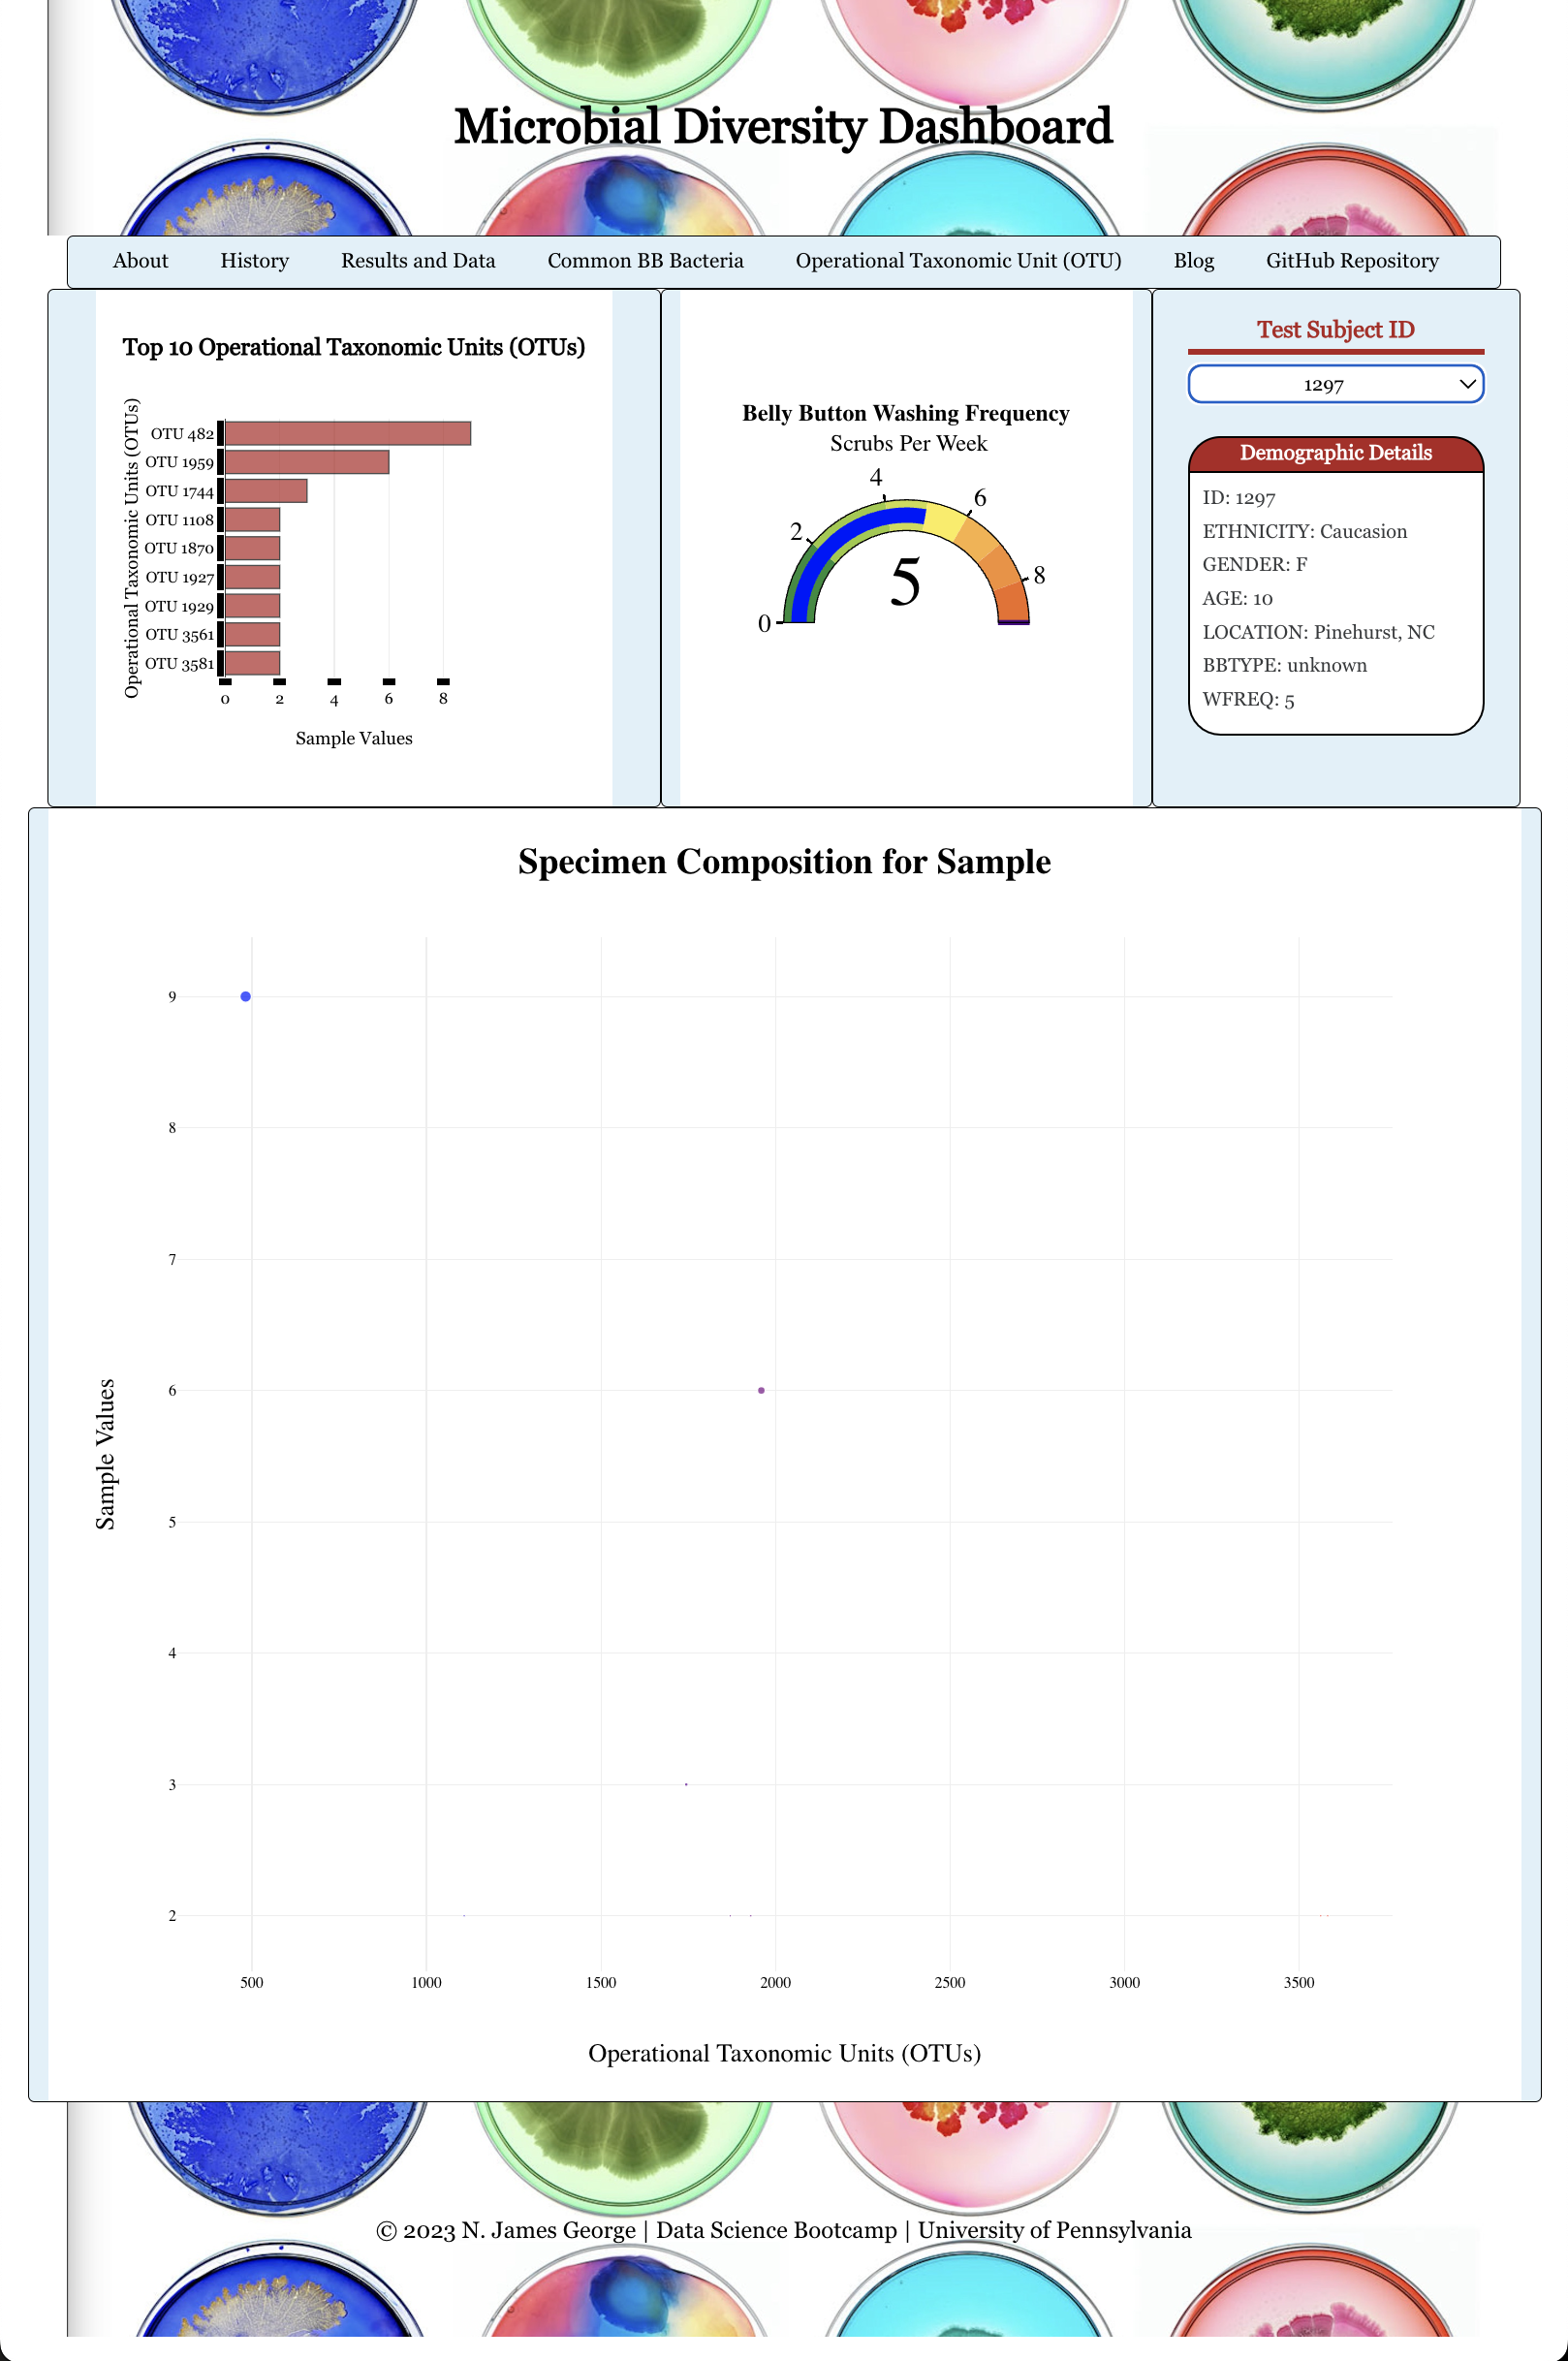 Microbial Diversity Dashboard
About History Results and Data Common BB Bacteria Operational Taxonomic Unit (OTU) Blog GitHub Repository
Top 10 Operational Taxonomic Units (OTUs)
Operational Taxonomic Units (OTUs)
OTU 482
OTU 1959
OTU 1744
OTU 1108
OTU 1870
OTU 1927
OTU 1929
OTU 3561
OTU 3581
0 2 4 6 8
Sample Values
Belly Button Washing Frequency
Scrubs Per Week
0 2 4 6 8
5
Test Subject ID
1297
Demographic Details
ID: 1297
ETHNICITY: Caucasion
GENDER: F
AGE: 10
LOCATION: Pinehurst, NC
BBTYPE: unknown
WFREQ: 5
Specimen Composition for Sample
Sample Values
9
8
7
6
5
4
3
2
500 1000 1500 2000 2500 3000 3500
Operational Taxonomic Units (OTUs)
© 2023 N. James George | Data Science Bootcamp | University of Pennsylvania